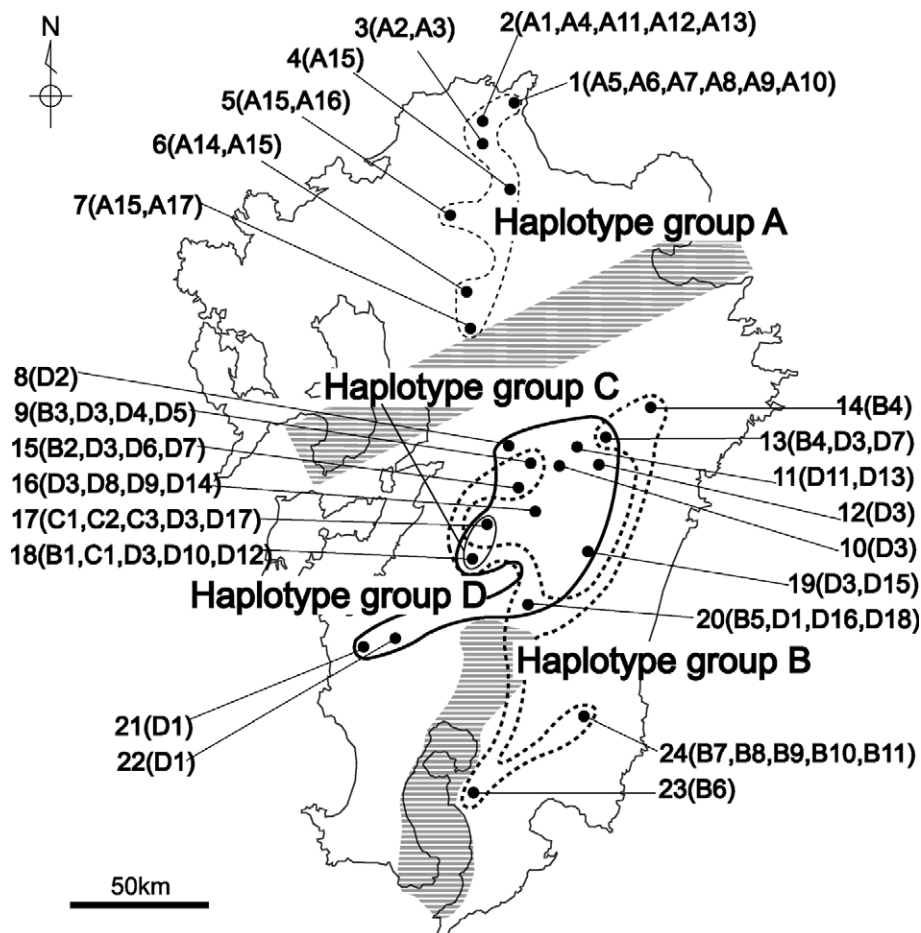 N
3(A2,A3)
2(A1,A4,A11,A12,A13)
4(A15)
1(A5,A6,A7,A8,A9,A10)
5(A15,A16)
6(A14,A15)
7(A15,A17)
Haplotype group A
Haplotype group C
8(D2)
9(B3,D3,D4,D5)
15(B2,D3,D6,D7)
16(D3,D8,D9,D14)
17(C1,C2,C3,D3,D17)
18(B1,C1,D3,D10,D12)
14(B4)
13(B4,D3,D7)
11(D11,D13)
12(D3)
10(D3)
19(D3,D15)
20(B5,D1,D16,D18)
Haplotype group D
Haplotype group B
21(D1)
22(D1)
24(B7,B8,B9,B10,B11)
23(B6)
50km